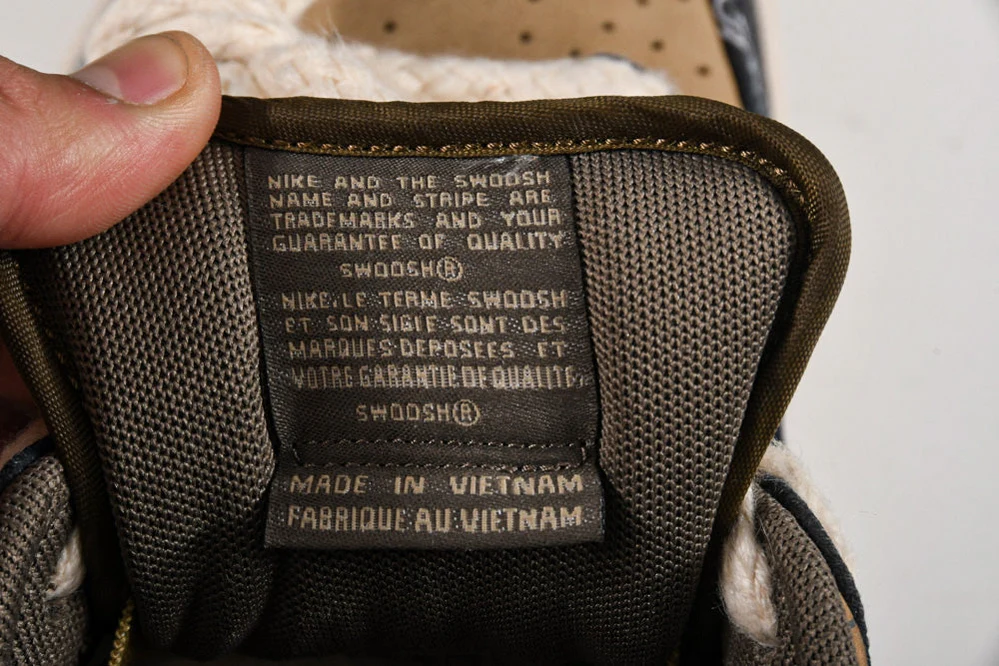 NIKE AND THE SWOOSH
NAME AND STRIPE ARE
TRADEMARKS AND YOUR
GUARANTEE OF QUALITY
SWOOSH®
NIKE, LE TERME SWOOSH
ET SON SIGLE SONT DES
MARQUES DEPOSEES ET
VOTRE GARANTIE DE QUALITE,
SWOOSH®
MADE IN VIETNAM
FABRIQUE AU VIETNAM